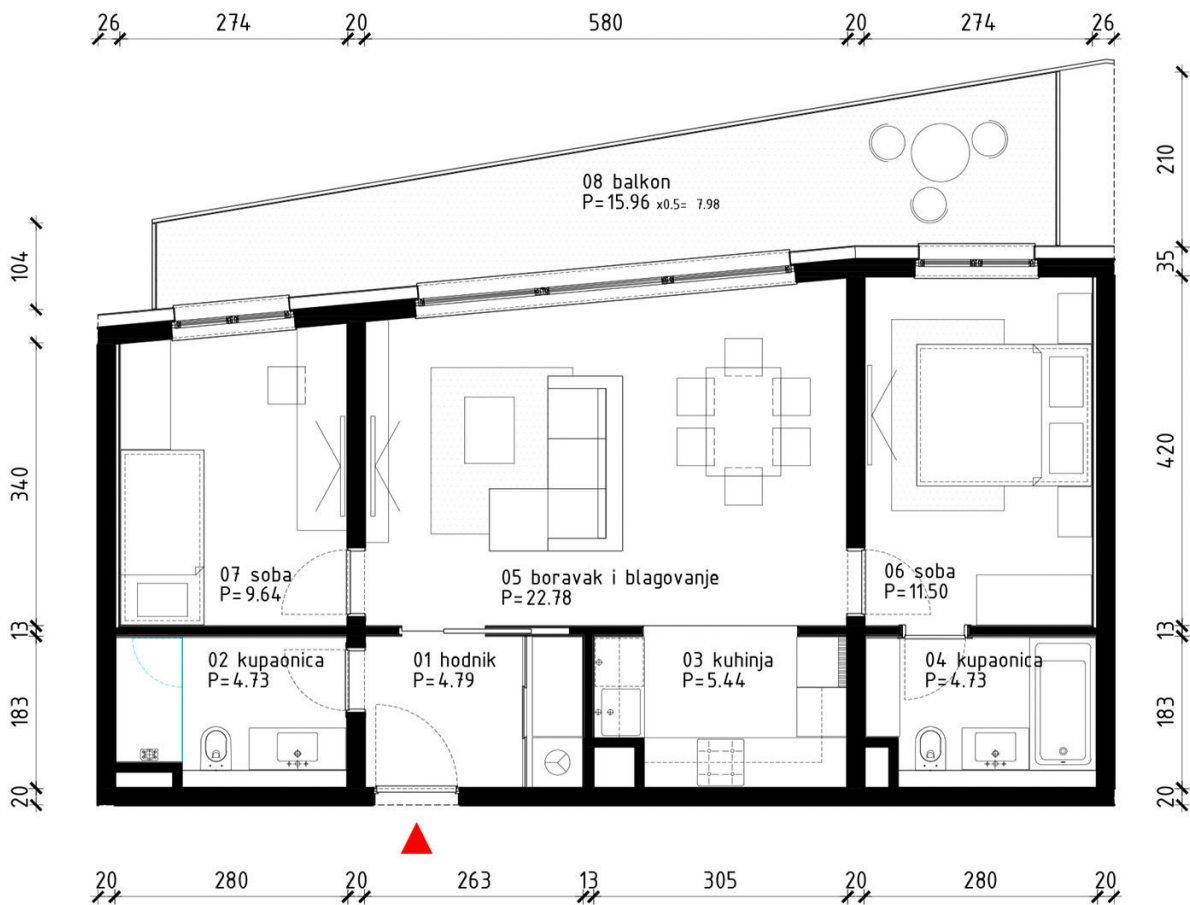 26 274 20 580 20 274 26
08 balkon
P=15.96 x0.5= 7.98
104
340
13
183
20
210
35
420
13
183
20
07 soba
P=9.64
05 boravak i blagovanje
P=22.78
06 soba
P=11.50
02 kupaonica
P=4.73
01 hodnik
P=4.79
03 kuhinja
P=5.44
04 kupaonica
P=4.73
20 280 20 263 13 305 20 280 20